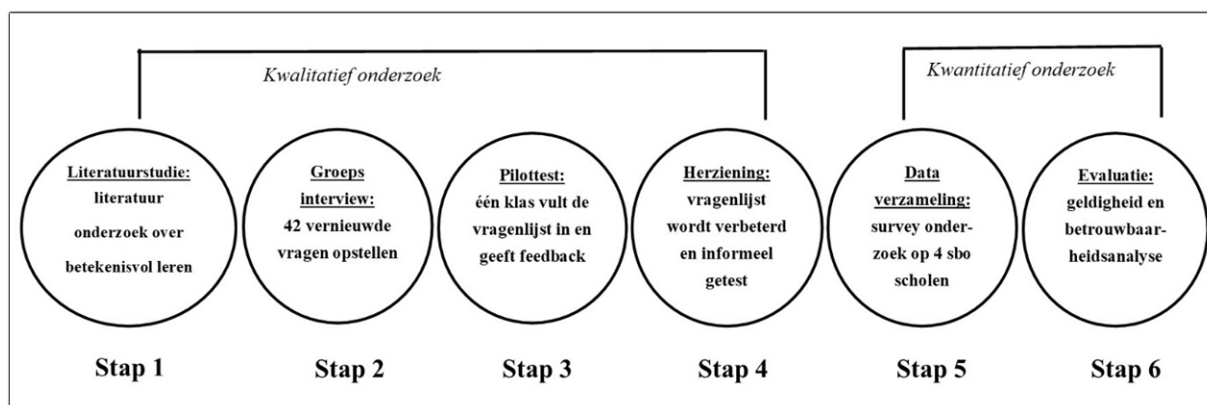 Kwalitatief onderzoek
Kwantitatief onderzoek
Literatuurstudie:
literatuur
onderzoek over
betekenisvol leren
Groeps
interview:
42 vernieuwde
vragen opstellen
Pilottest:
één klas vult de
vragenlijst in en
geeft feedback
Herziening:
vragenlijst
wordt verbeterd
en informeel
getest
Data
verzameling:
survey onder-
zoek op 4 sbo
scholen
Evaluatie:
geldigheid en
betrouwbaar-
heidsanalyse
Stap 1
Stap 2
Stap 3
Stap 4
Stap 5
Stap 6